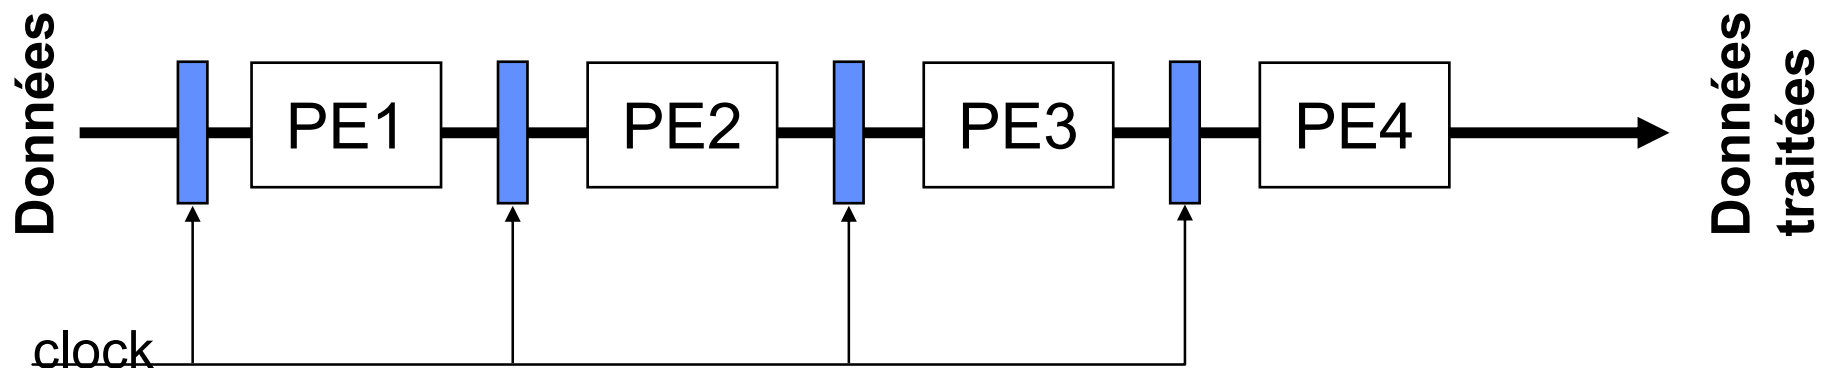 Données
PE1
PE2
PE3
PE4
Données
traitées
clock